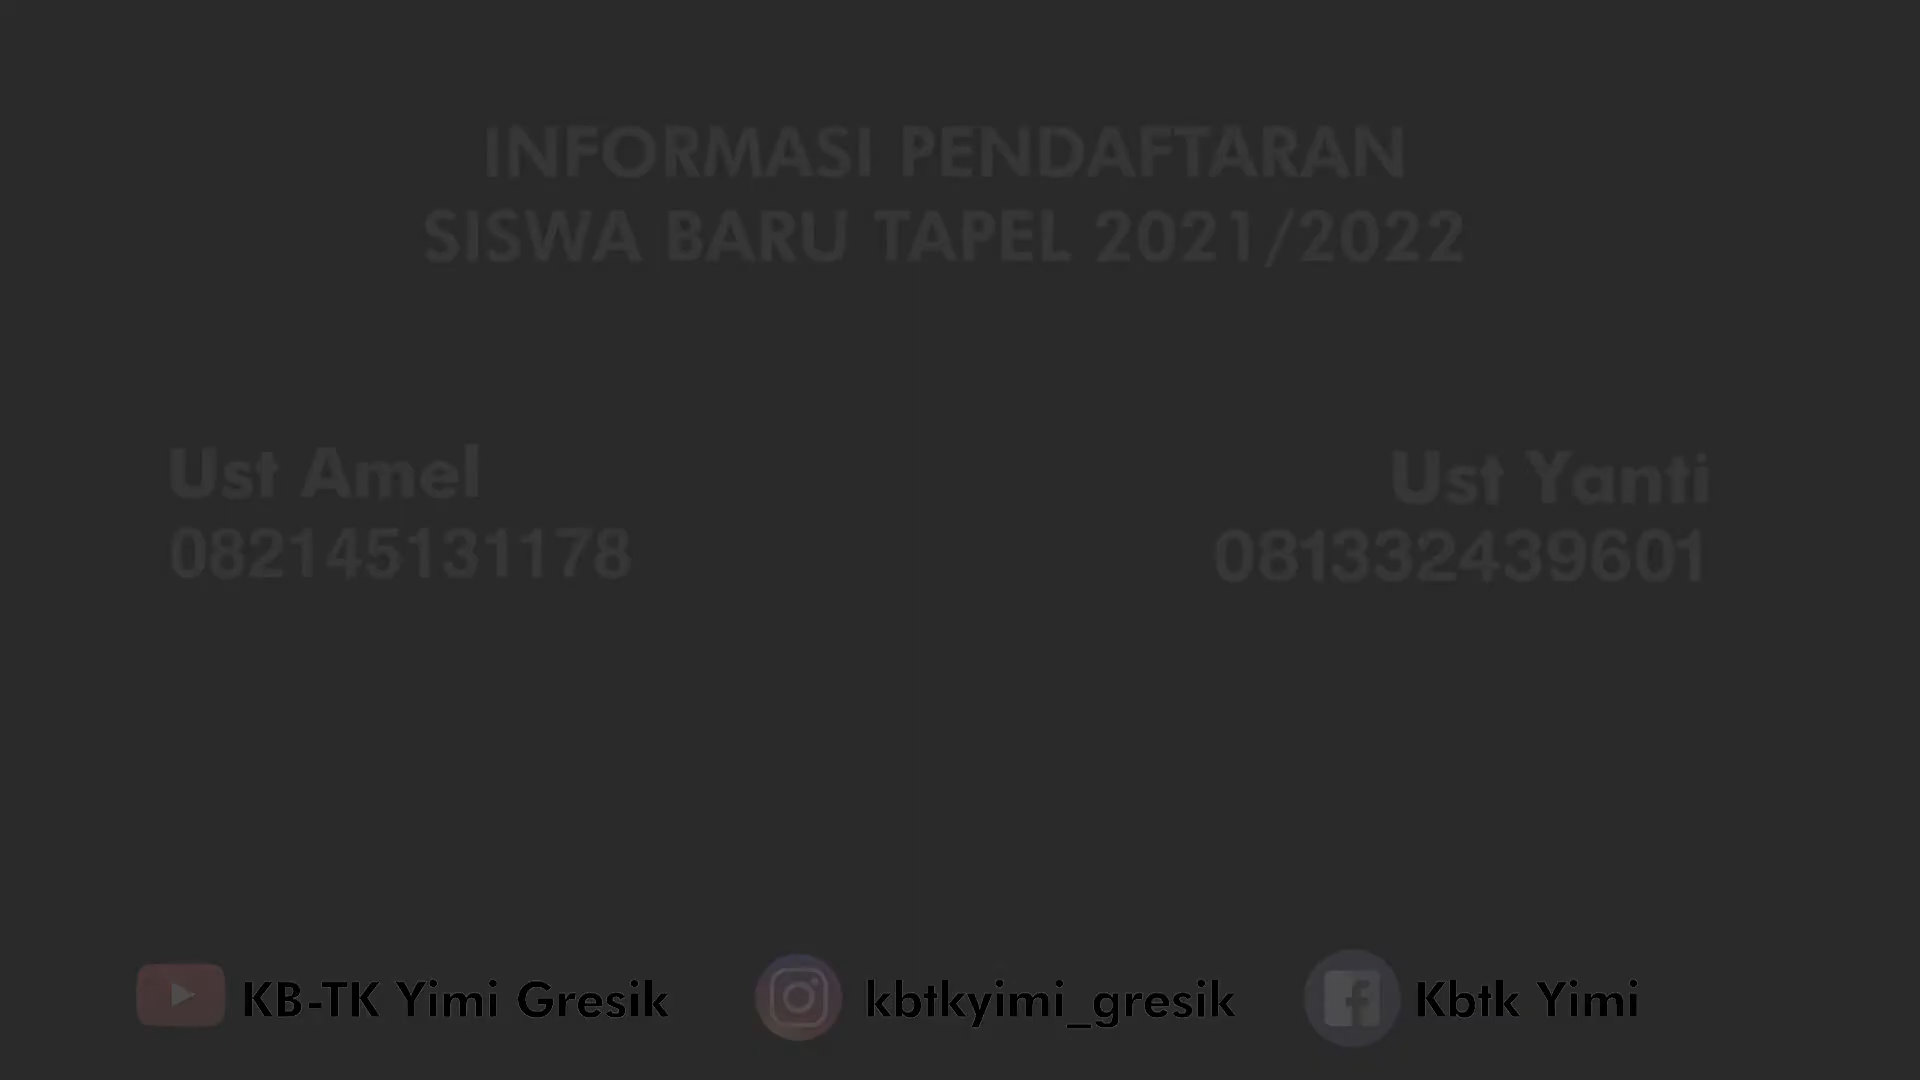 INFORMASI PENDAFTARAN
SISWA BARU TAPEL 2021/2022
Ust Amel
082145131178
Ust Yanti
081332439601
KB-TK Yimi Gresik
kbtkyimi_gresik
Kbtk Yimi